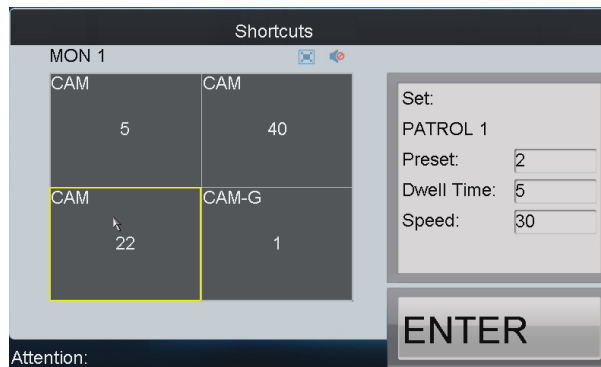 Shortcuts
MON 1
CAM
5
CAM
40
CAM
22
CAM-G
1
Set:
PATROL 1
Preset: 2
Dwell Time: 5
Speed: 30
ENTER
Attention: